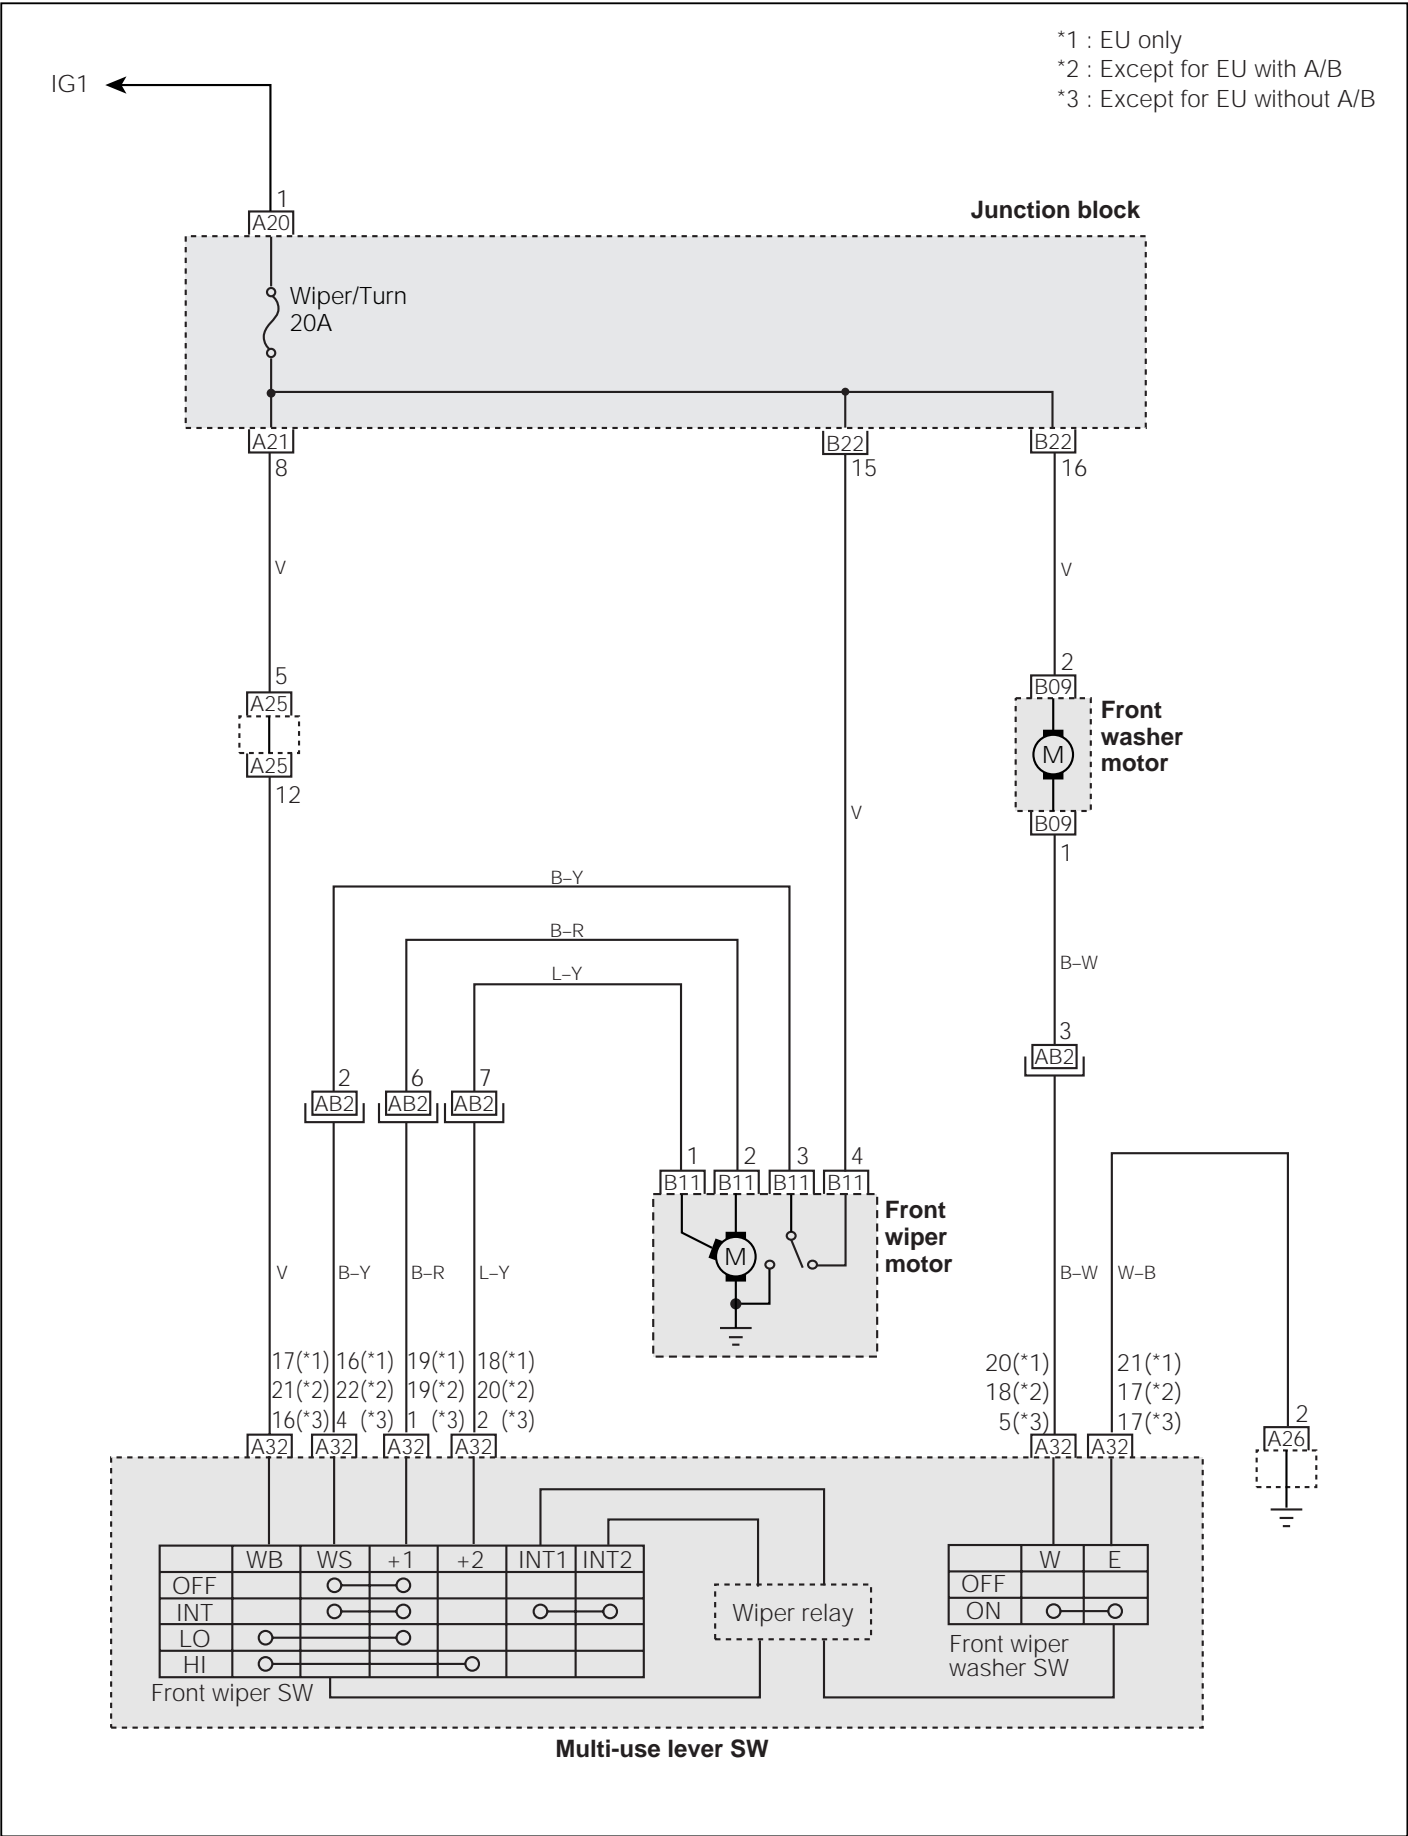 *1 : EU only
*2 : Except for EU with A/B
*3 : Except for EU without A/B
IG1
1
A20
Junction block
Wiper/Turn
20A
A21
B22
B22
8
15
16
V
V
5
A25
A25
12
2
B09
Front
washer
motor
M
B09
1
V
B–Y
B–R
L–Y
B–W
3
AB2
2
6
7
AB2
AB2
AB2
1
2
3
4
B11
B11
B11
B11
Front
wiper
motor
M
V
B–Y
B–R
L–Y
B–W
W–B
17(*1)
16(*1)
19(*1)
18(*1)
20(*1)
21(*1)
21(*2)
22(*2)
19(*2)
20(*2)
18(*2)
17(*2)
16(*3)
4 (*3)
1 (*3)
2 (*3)
5(*3)
17(*3)
A32
A32
A32
A32
A32
A32
2
A26
WB WS +1 +2 INT1 INT2
OFF
INT
LO
HI
Front wiper SW
Wiper relay
W E
OFF
ON
Front wiper
washer SW
Multi-use lever SW